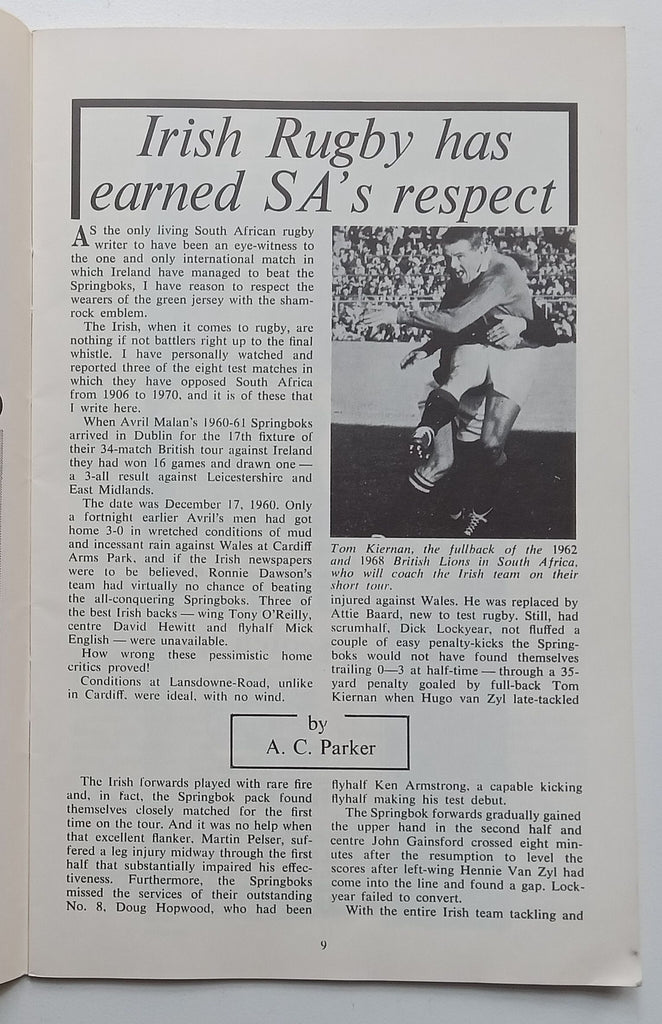 Irish Rugby has
earned SA's respect
AS the only living South African rugby
writer to have been an eye-witness to
the one and only international match in
which Ireland have managed to beat the
Springboks, I have reason to respect the
wearers of the green jersey with the sham-
rock emblem.
The Irish, when it comes to rugby, are
nothing if not battlers right up to the final
whistle. I have personally watched and
reported three of the eight test matches in
which they have opposed South Africa
from 1906 to 1970, and it is of these that
I write here.
When Avril Malan's 1960-61 Springboks
arrived in Dublin for the 17th fixture of
their 34-match British tour against Ireland
they had won 16 games and drawn one —
a 3-all result against Leicestershire and
East Midlands.
The date was December 17, 1960. Only
a fortnight earlier Avril's men had got
home 3-0 in wretched conditions of mud
and incessant rain against Wales at Cardiff
Arms Park, and if the Irish newspapers
were to be believed, Ronnie Dawson's
team had virtually no chance of beating
the all-conquering Springboks. Three of
the best Irish backs — wing Tony O'Reilly,
centre David Hewitt and flyhalf Mick
English — were unavailable.
How wrong these pessimistic home
critics proved!
Conditions at Lansdowne-Road, unlike
in Cardiff, were ideal, with no wind.
Tom Kiernan, the fullback of the 1962
and 1968 British Lions in South Africa,
who will coach the Irish team on their
short tour.
injured against Wales. He was replaced by
Attie Baard, new to test rugby. Still, had
scrumhalf, Dick Lockyear, not fluffed a
couple of easy penalty-kicks the Spring-
boks would not have found themselves
trailing 0—3 at half-time — through a 35-
yard penalty goaled by full-back Tom
Kiernan when Hugo van Zyl late-tackled
by
A. C. Parker
The Irish forwards played with rare fire
and, in fact, the Springbok pack found
themselves closely matched for the first
time on the tour. And it was no help when
that excellent flanker, Martin Pelser, suf-
fered a leg injury midway through the first
half that substantially impaired his effec-
tiveness. Furthermore, the Springboks
missed the services of their outstanding
No. 8, Doug Hopwood, who had been
flyhalf Ken Armstrong, a capable kicking
flyhalf making his test debut.
The Springbok forwards gradually gained
the upper hand in the second half and
centre John Gainsford crossed eight min-
utes after the resumption to level the
scores after left-wing Hennie Van Zyl had
come into the line and found a gap. Lock-
year failed to convert.
With the entire Irish team tackling and
9